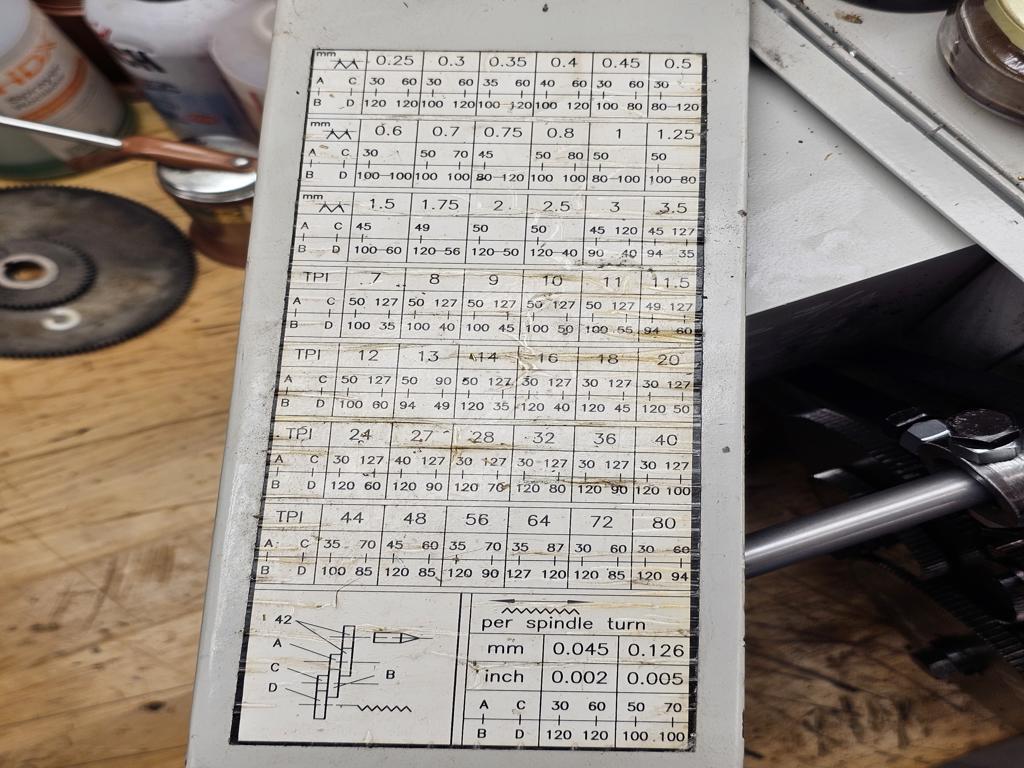 mm 0.25 0.3 0.35 0.4 0.45 0.5
A C 30 60 30 60 35 60 40 60 30 60 30
B D 120 120 100 120 100 120 100 120 100 80 80 120
mm 0.6 0.7 0.75 0.8 1 1.25
A C 30 50 70 45 50 80 50 50
B D 100 100 100 100 80 120 100 100 80 100 100 80
mm 1.5 1.75 2 2.5 3 3.5
A C 45 49 50 50 45 120 45 127
B D 100 60 120 56 120 50 120 40 90 40 94 35
TPI 7 8 9 10 11 11.5
A C 50 127 50 127 50 127 50 127 50 127 49 127
B D 100 35 100 40 100 45 100 50 100 55 94 60
TPI 12 13 14 16 18 20
A C 50 127 50 90 50 127 30 127 30 127 30 127
B D 100 60 94 49 120 35 120 40 120 45 120 50
TPI 24 27 28 32 36 40
A C 30 127 40 127 30 127 30 127 30 127 30 127
B D 120 60 120 90 120 70 120 80 120 90 120 100
TPI 44 48 56 64 72 80
A C 35 70 45 60 35 70 35 87 30 60 30 60
B D 100 85 120 85 120 90 127 120 120 85 120 94
42
A
C
D
B
per spindle turn
mm 0.045 0.126
inch 0.002 0.005
A C 30 60 50 70
B D 120 120 100 100